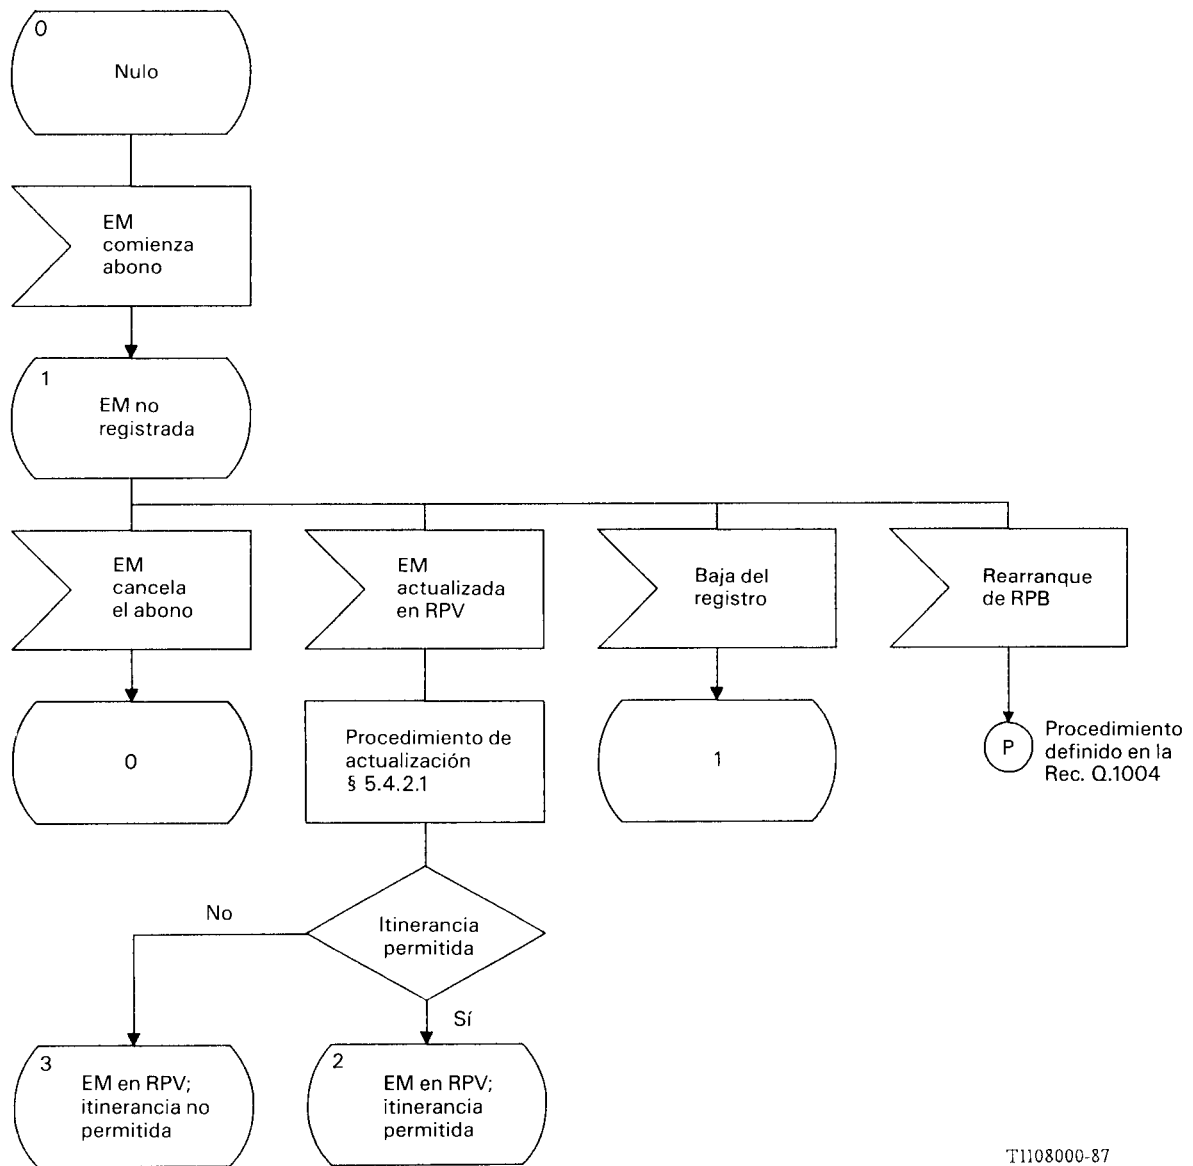 0
Nulo
EM
comienza
abono
1
EM no
registrada
EM
cancela
el abono
EM
actualizada
en RPV
Baja del
registro
Rearranque
de RPB
0
Procedimiento de
actualización
§ 5.4.2.1
1
P
Procedimiento
definido en la
Rec. Q.1004
No
Itinerancia
permitida
Sí
3
EM en RPV;
itinerancia no
permitida
2
EM en RPV;
itinerancia
permitida
T1108000-87